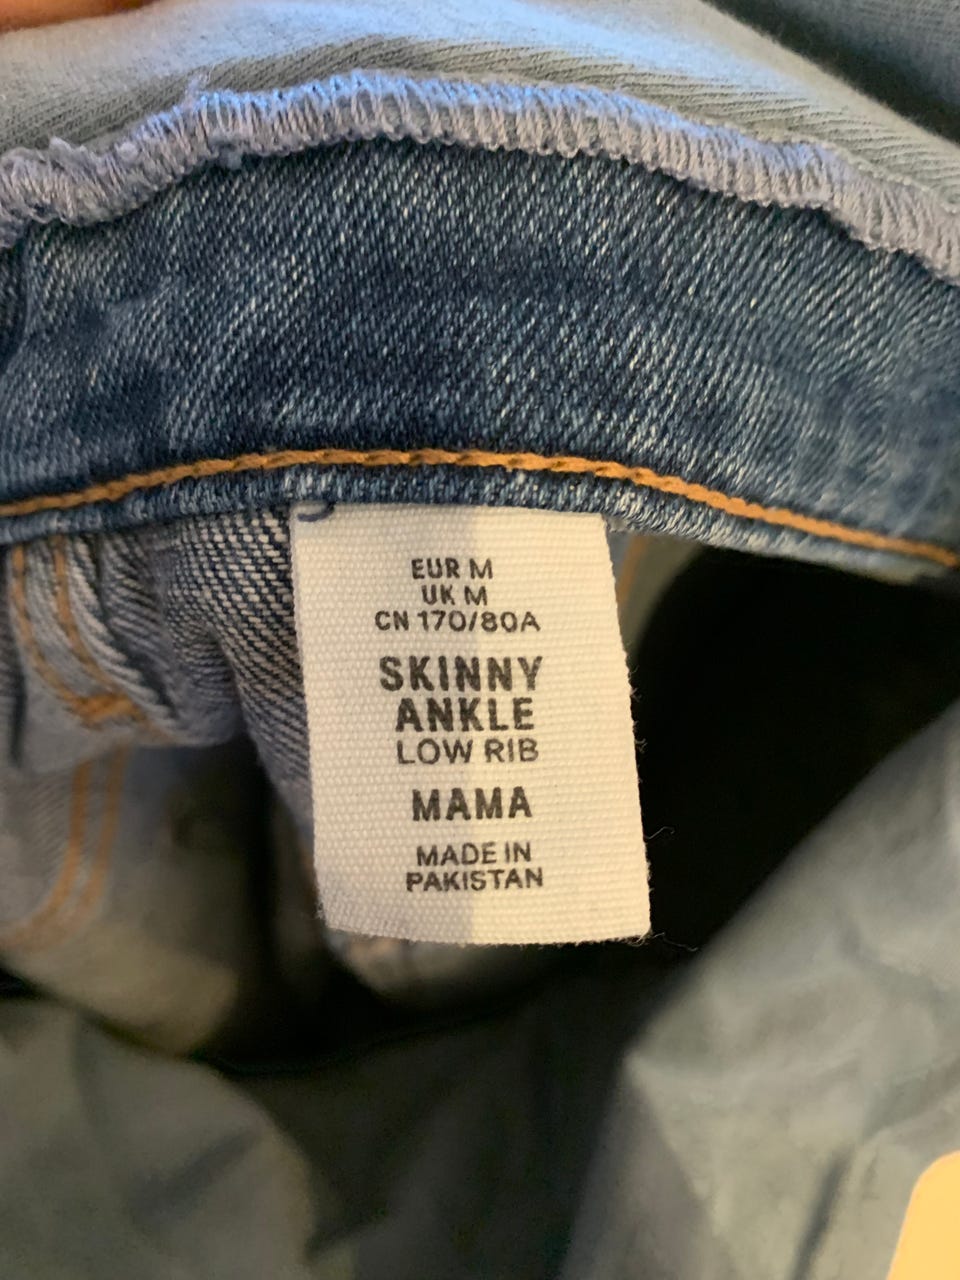 EUR M
UK M
CN 170/80A
SKINNY
ANKLE
LOW RIB
MAMA
MADE IN
PAKISTAN